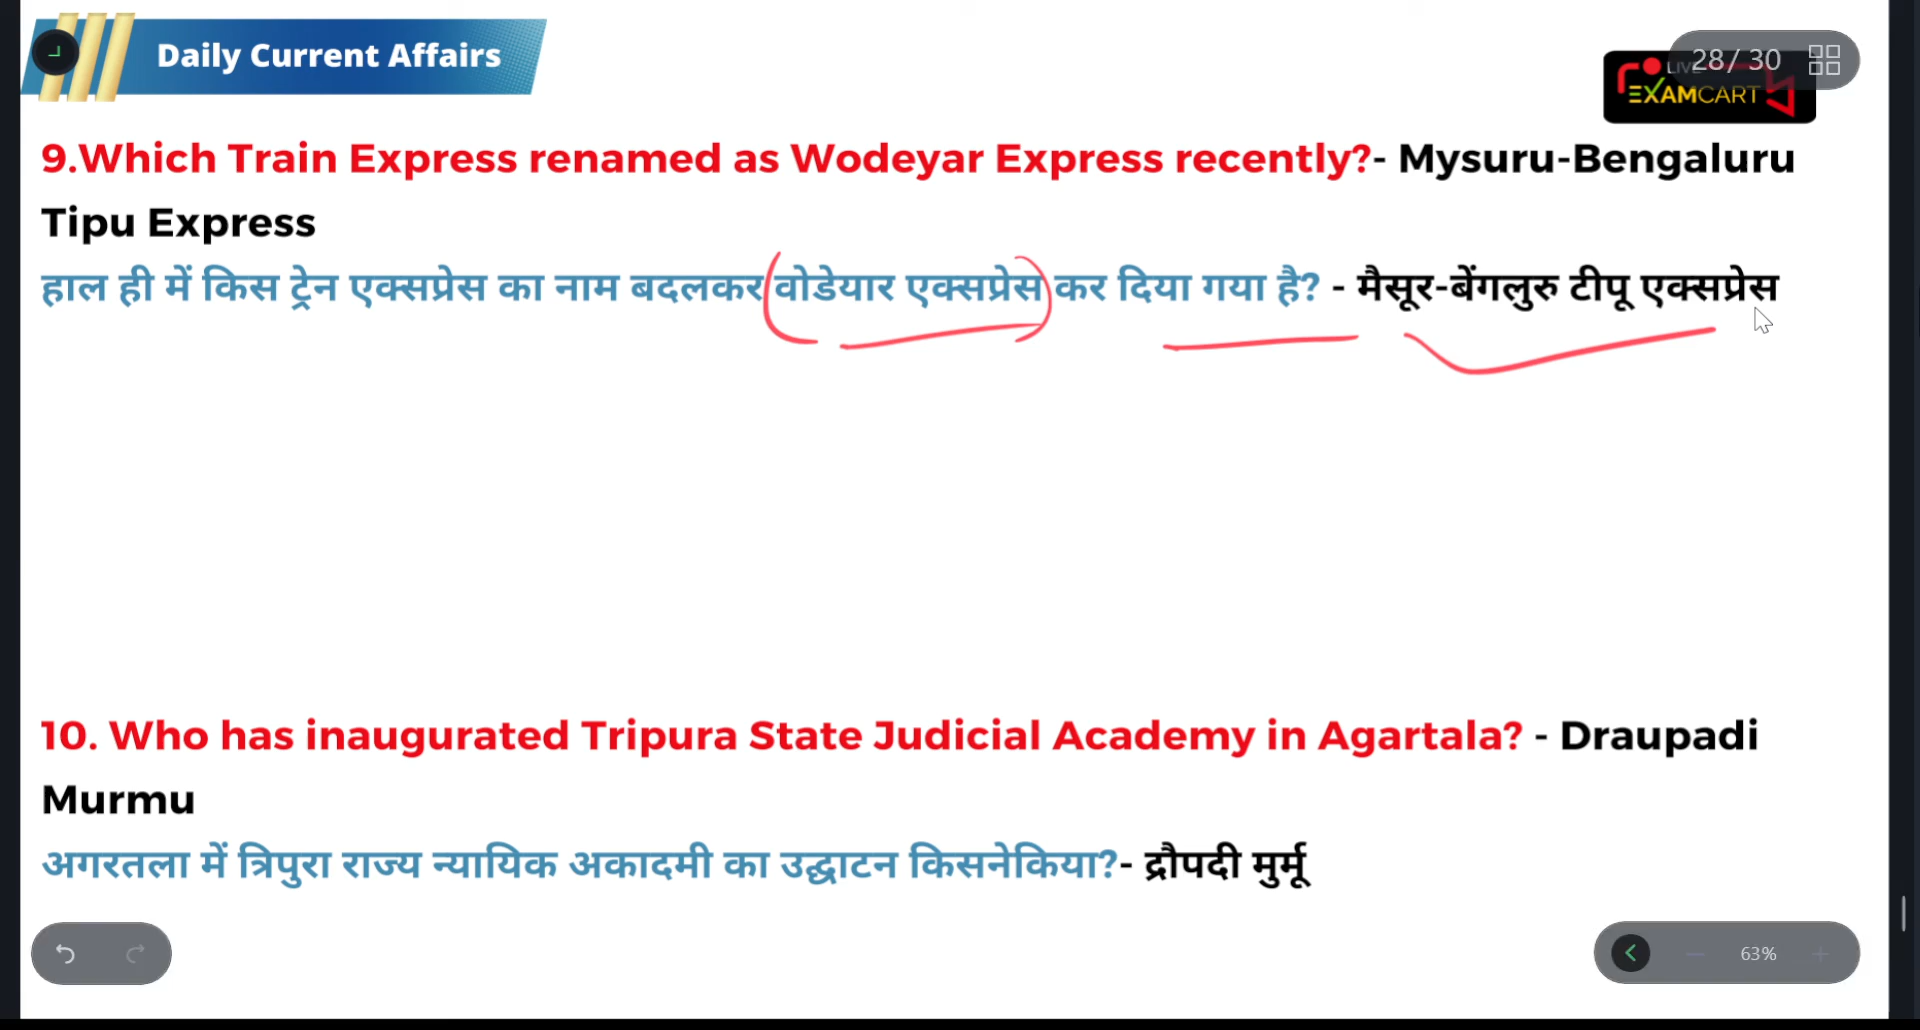 Daily Current Affairs
28/ 30
LIVE
EXAMCART
9.Which Train Express renamed as Wodeyar Express recently?- Mysuru-Bengaluru
Tipu Express
हाल ही में किस ट्रेन एक्सप्रेस का नाम बदलकर वोडेयार एक्सप्रेस कर दिया गया है? - मैसूर-बेंगलुरु टीपू एक्सप्रेस
10. Who has inaugurated Tripura State Judicial Academy in Agartala? - Draupadi
Murmu
अगरतला में त्रिपुरा राज्य न्यायिक अकादमी का उद्घाटन किसनेकिया?- द्रौपदी मुर्मू
63%